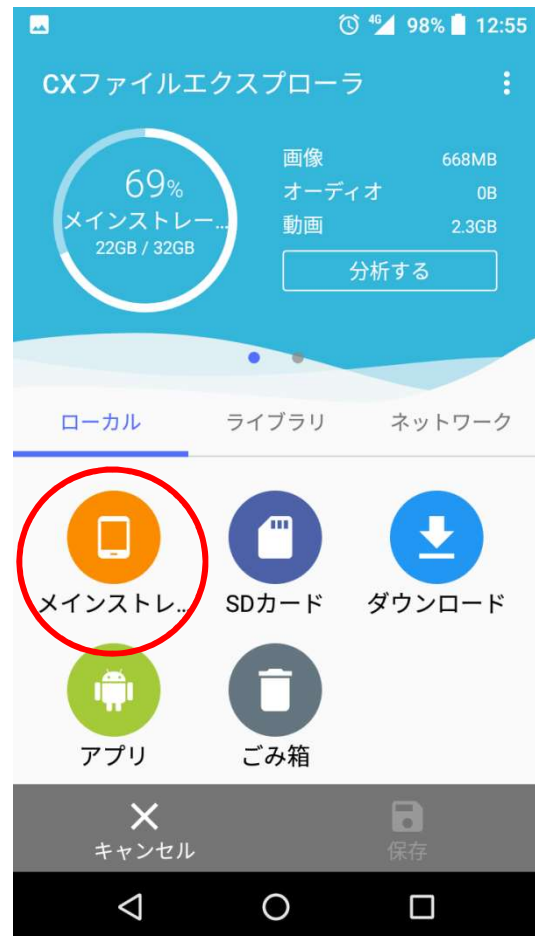 4G 98% 12:55
CXファイルエクスプローラ
69%
メインストレー...
22GB / 32GB
画像 668MB
オーディオ 0B
動画 2.3GB
分析する
ローカル ライブラリ ネットワーク
メインストレ... SDカード ダウンロード
アプリ ごみ箱
キャンセル 保存